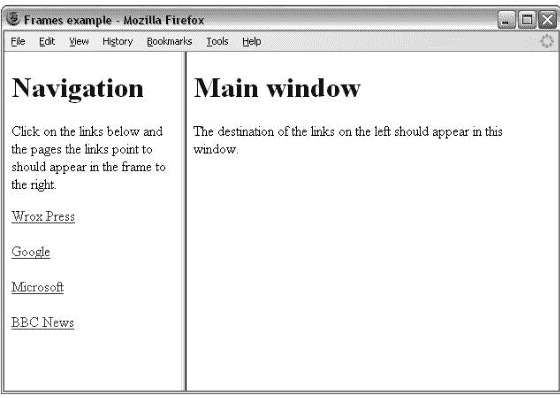 Frames example - Mozilla Firefox
File Edit View History Bookmarks Tools Help
Navigation
Click on the links below and
the pages the links point to
should appear in the frame to
the right.
Wrox Press
Google
Microsoft
BBC News
Main window
The destination of the links on the left should appear in this
window.